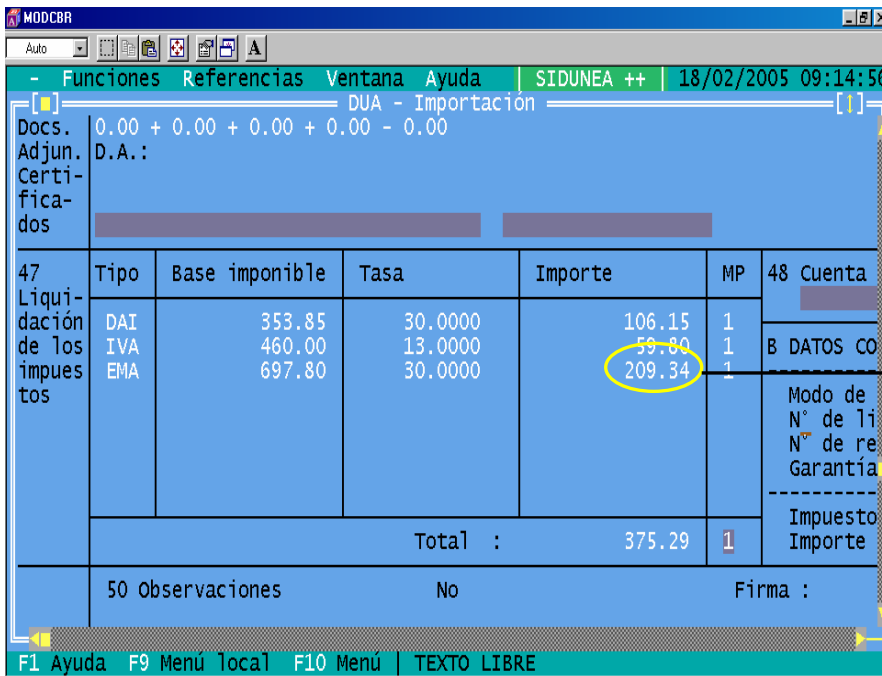 MODCBR
Auto
A
- Funciones Referencias Ventana Ayuda | SIDUNEA ++ | 18/02/2005 09:14:56
DUA - Importación
Docs. 0.00 + 0.00 + 0.00 + 0.00 - 0.00
Adjun. D.A.:
Certi-
fica-
dos
47 Tipo Base imponible Tasa Importe MP 48 Cuenta
Liqui-
dación DAI 353.85 30.0000 106.15 1
de los IVA 460.00 13.0000 59.80 1 B DATOS CO
impues EMA 697.80 30.0000 209.34 1
tos Modo de
N° de li
N° de re
Garantía
Impuesto
Total : 375.29 1 Importe
50 Observaciones No Firma :
F1 Ayuda F9 Menú local F10 Menú | TEXTO LIBRE